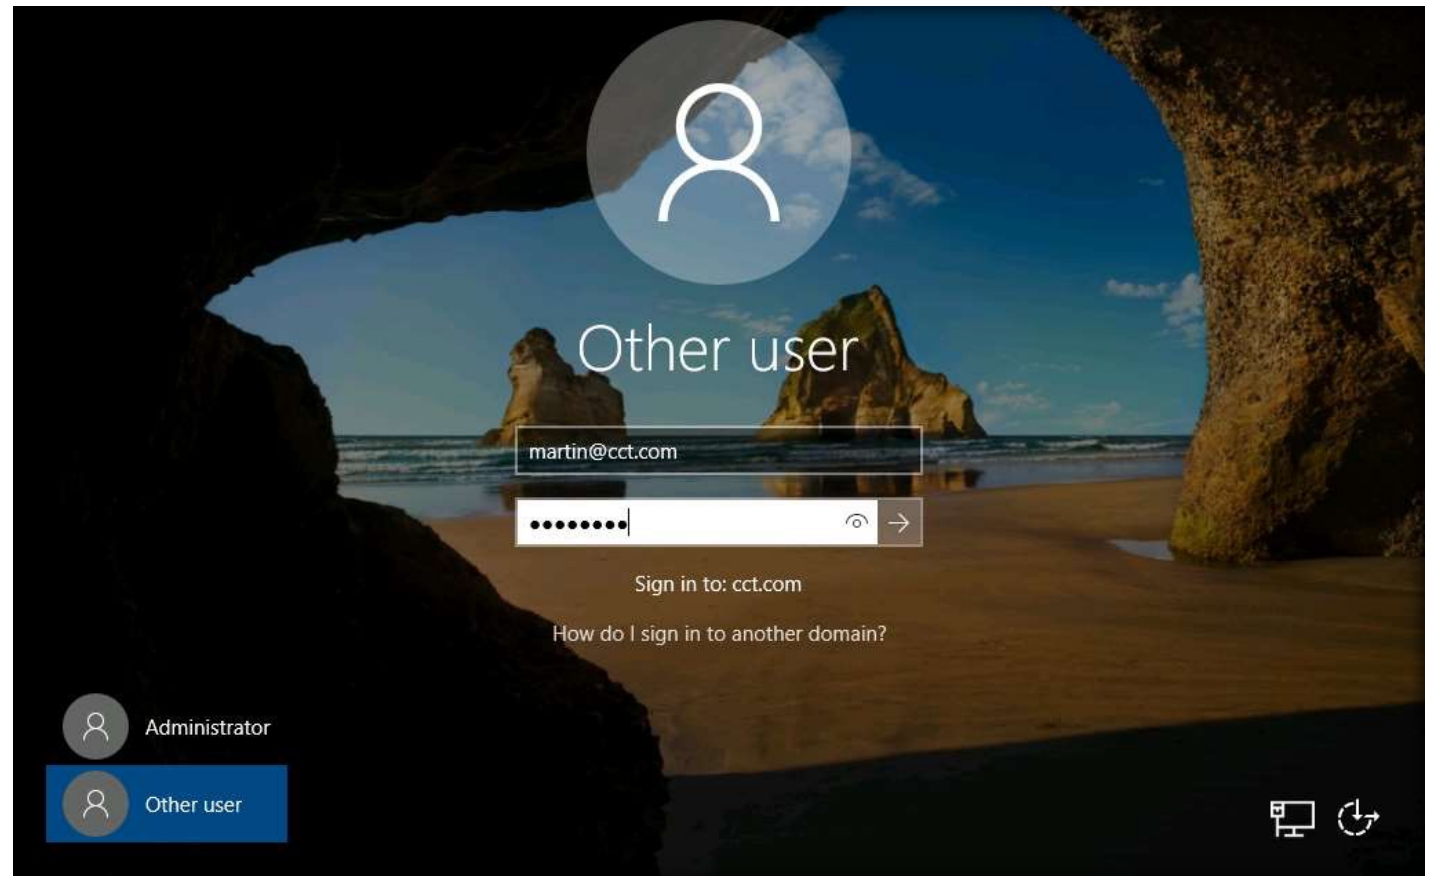 Other user
martin@cct.com
••••••••
Sign in to: cct.com
How do I sign in to another domain?
Administrator
Other user